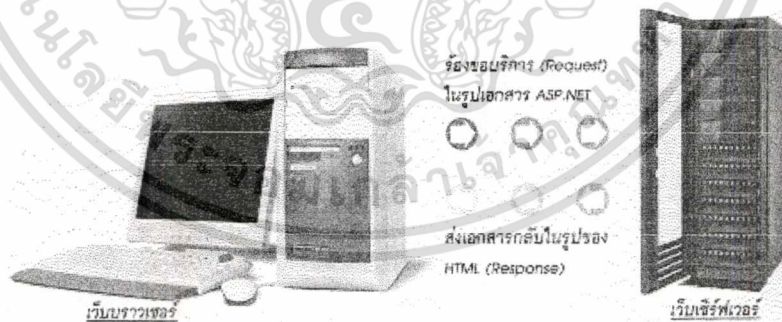 ร้องขอบริการ (Request)
ในรูปเอกสาร ASP.NET
ส่งเอกสารกลับในรูปของ
HTML (Response)
เว็บบราวเซอร์
เว็บเซิร์ฟเวอร์